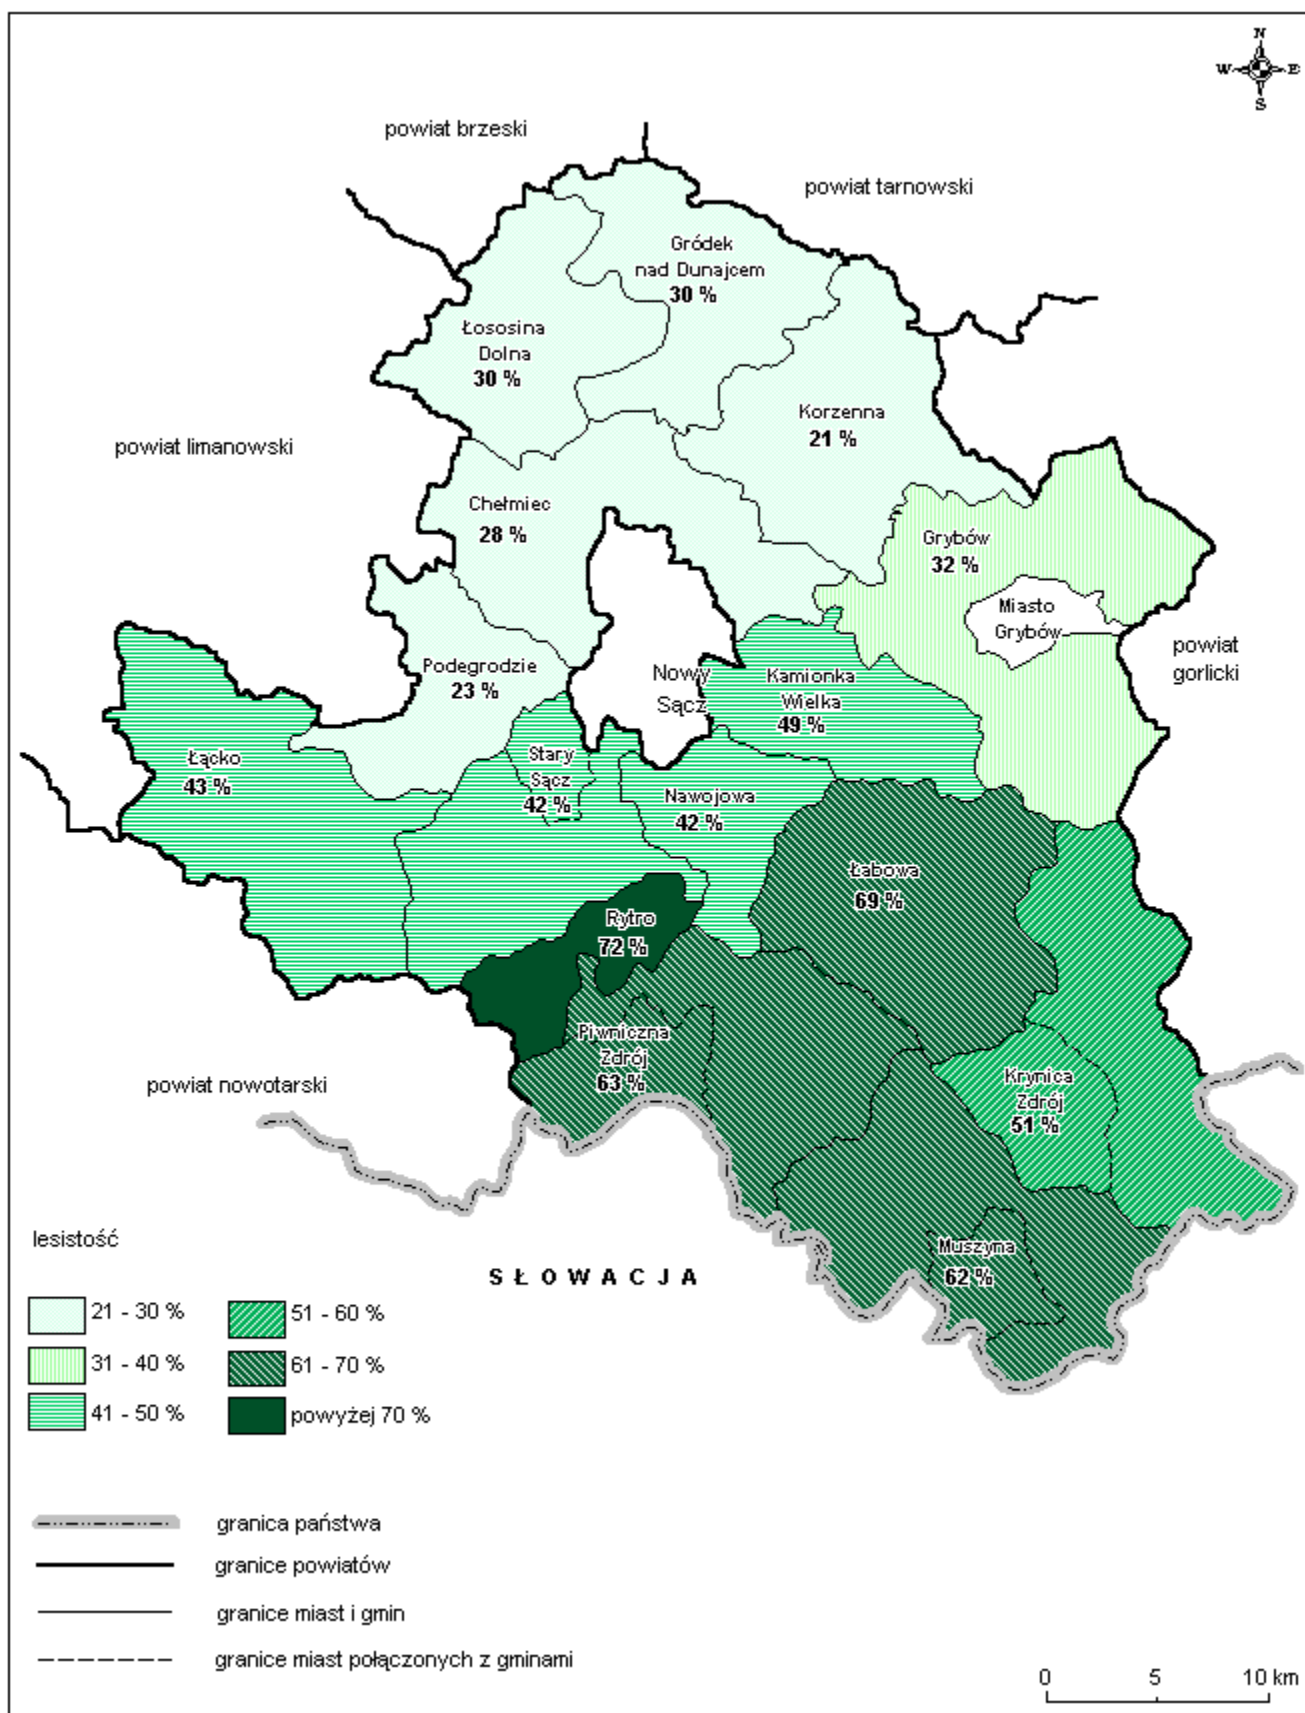 N
W E
S
powiat brzeski
powiat tarnowski
Gródek
nad Dunajcem
30 %
Łososina
Dolna
30 %
Korzenna
21 %
powiat limanowski
Chełmiec
28 %
Grybów
32 %
Miasto
Grybów
powiat
gorlicki
Podegrodzie
23 %
Nowy
Sącz
Kamionka
Wielka
49 %
Łącko
43 %
Stary
Sącz
42 %
Nawojowa
42 %
Łabowa
69 %
Rytro
72 %
Piwniczna
Zdrój
63 %
Krynica
Zdrój
51 %
powiat nowotarski
Muszyna
62 %
SŁOWACJA
lesistość
21 - 30 %
51 - 60 %
31 - 40 %
61 - 70 %
41 - 50 %
powyżej 70 %
granica państwa
granice powiatów
granice miast i gmin
granice miast połączonych z gminami
0 5 10 km